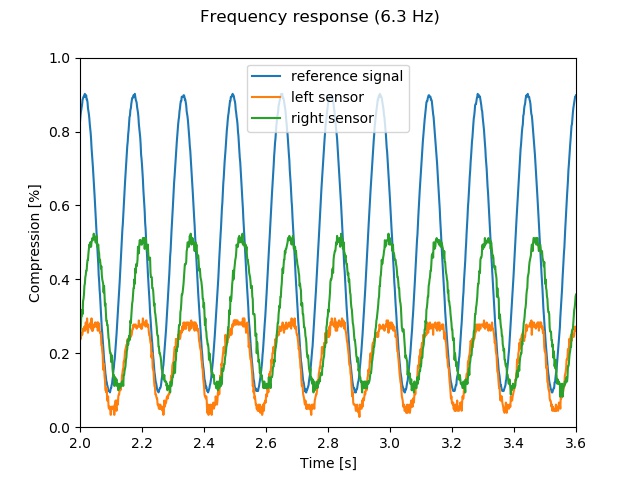 Frequency response (6.3 Hz)
1.0
0.8
0.6
0.4
0.2
0.0
Compression [%]
reference signal
left sensor
right sensor
2.0 2.2 2.4 2.6 2.8 3.0 3.2 3.4 3.6
Time [s]